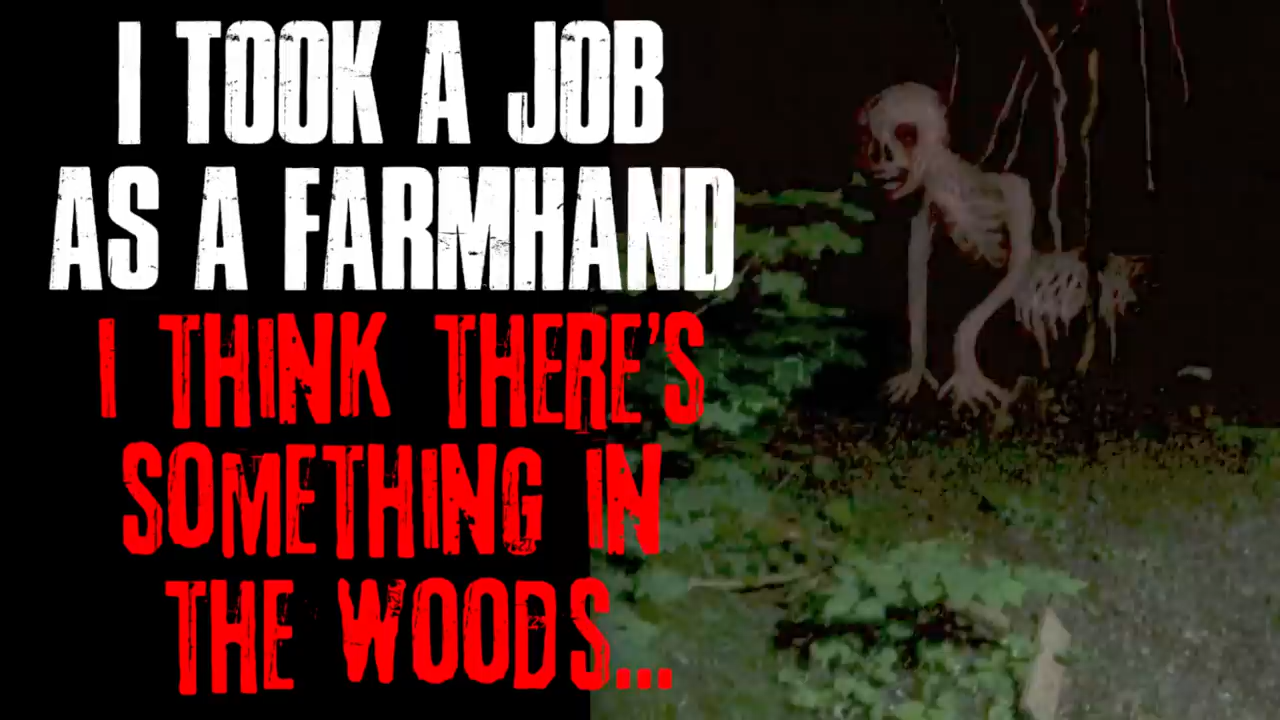 I TOOK A JOB
AS A FARMHAND
I THINK THERE'S
SOMETHING IN
THE WOODS...